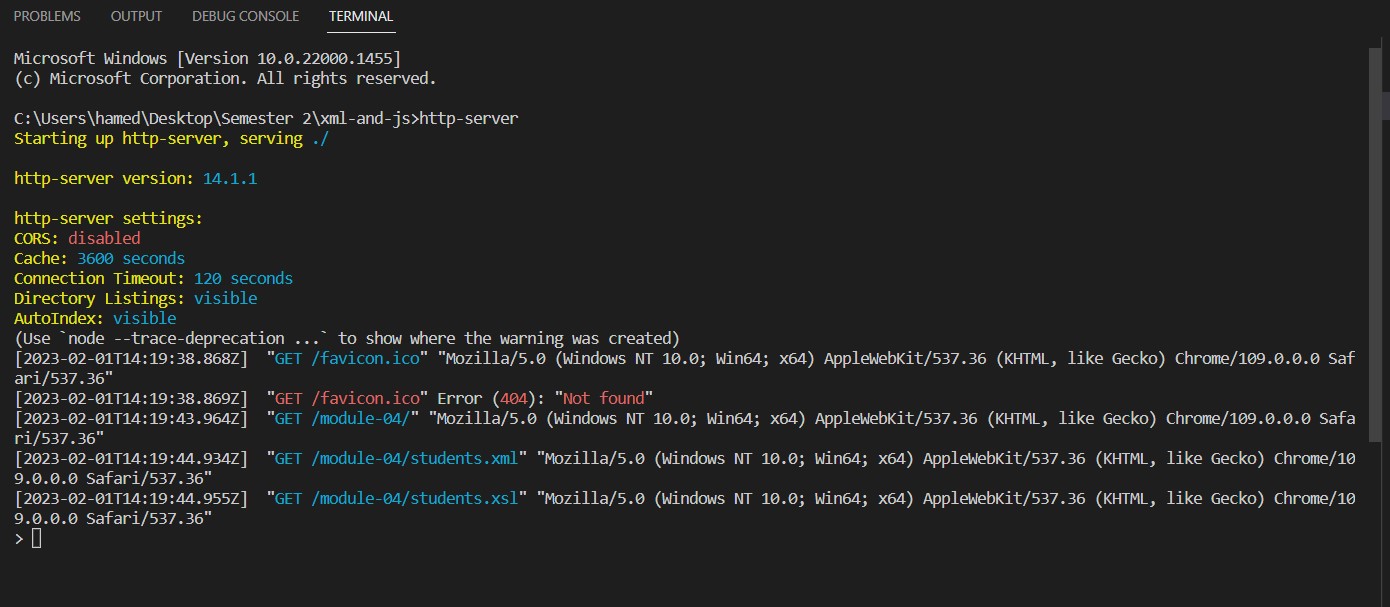 PROBLEMS OUTPUT DEBUG CONSOLE TERMINAL
Microsoft Windows [Version 10.0.22000.1455]
(c) Microsoft Corporation. All rights reserved.
C:\Users\hamed\Desktop\Semester 2\xml-and-js>http-server
Starting up http-server, serving ./
http-server version: 14.1.1
http-server settings:
CORS: disabled
Cache: 3600 seconds
Connection Timeout: 120 seconds
Directory Listings: visible
AutoIndex: visible
(Use `node --trace-deprecation ...` to show where the warning was created)
[2023-02-01T14:19:38.868Z]  "GET /favicon.ico" "Mozilla/5.0 (Windows NT 10.0; Win64; x64) AppleWebKit/537.36 (KHTML, like Gecko) Chrome/109.0.0.0 Saf
ari/537.36"
[2023-02-01T14:19:38.869Z]  "GET /favicon.ico" Error (404): "Not found"
[2023-02-01T14:19:43.964Z]  "GET /module-04/" "Mozilla/5.0 (Windows NT 10.0; Win64; x64) AppleWebKit/537.36 (KHTML, like Gecko) Chrome/109.0.0.0 Safa
ri/537.36"
[2023-02-01T14:19:44.934Z]  "GET /module-04/students.xml" "Mozilla/5.0 (Windows NT 10.0; Win64; x64) AppleWebKit/537.36 (KHTML, like Gecko) Chrome/10
9.0.0.0 Safari/537.36"
[2023-02-01T14:19:44.955Z]  "GET /module-04/students.xsl" "Mozilla/5.0 (Windows NT 10.0; Win64; x64) AppleWebKit/537.36 (KHTML, like Gecko) Chrome/10
9.0.0.0 Safari/537.36"
>